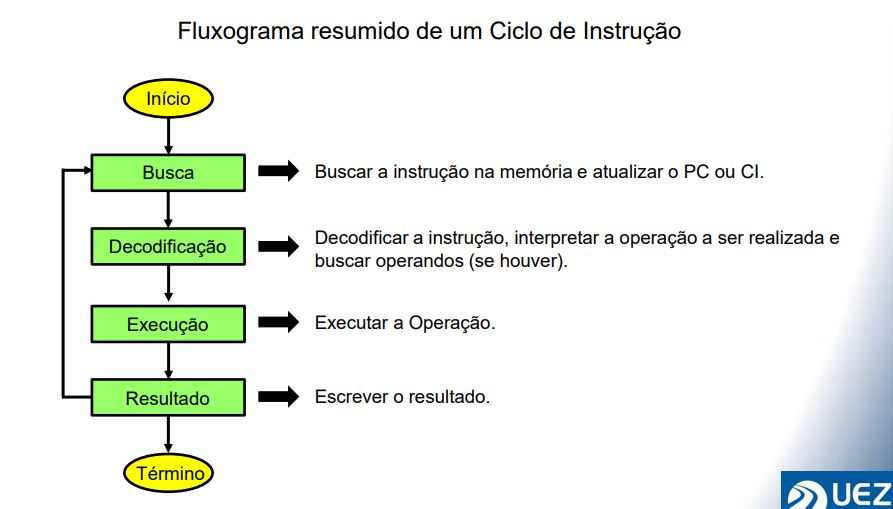 Fluxograma resumido de um Ciclo de Instrução
Início
Busca
Buscar a instrução na memória e atualizar o PC ou CI.
Decodificação
Decodificar a instrução, interpretar a operação a ser realizada e
buscar operandos (se houver).
Execução
Executar a Operação.
Resultado
Escrever o resultado.
Término
UEZ